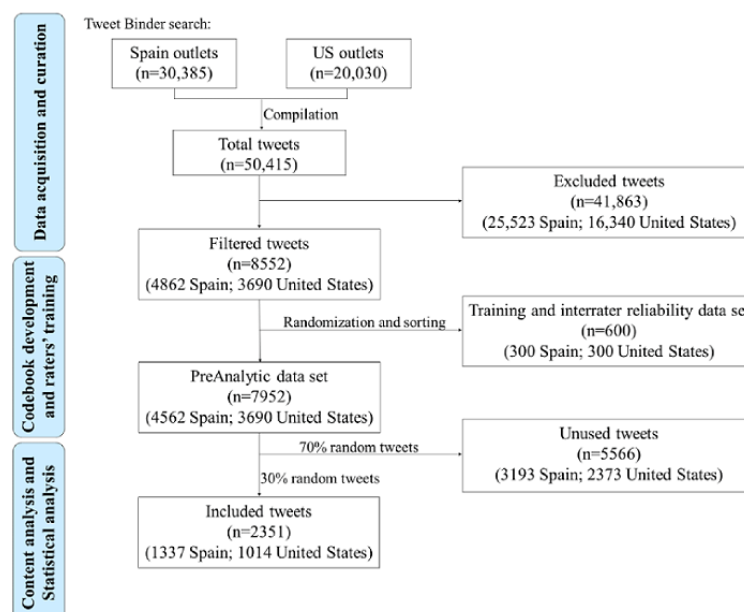 Tweet Binder search:
Spain outlets
(n=30,385)
US outlets
(n=20,030)
Compilation
Total tweets
(n=50,415)
Excluded tweets
(n=41,863)
(25,523 Spain; 16,340 United States)
Filtered tweets
(n=8552)
(4862 Spain; 3690 United States)
Randomization and sorting
Training and interrater reliability data se
(n=600)
(300 Spain; 300 United States)
PreAnalytic data set
(n=7952)
(4562 Spain; 3690 United States)
70% random tweets
Unused tweets
(n=5566)
(3193 Spain; 2373 United States)
30% random tweets
Included tweets
(n=2351)
(1337 Spain; 1014 United States)
Data acquisition and curation
Codebook development
and raters' training
Content analysis and
Statistical analysis